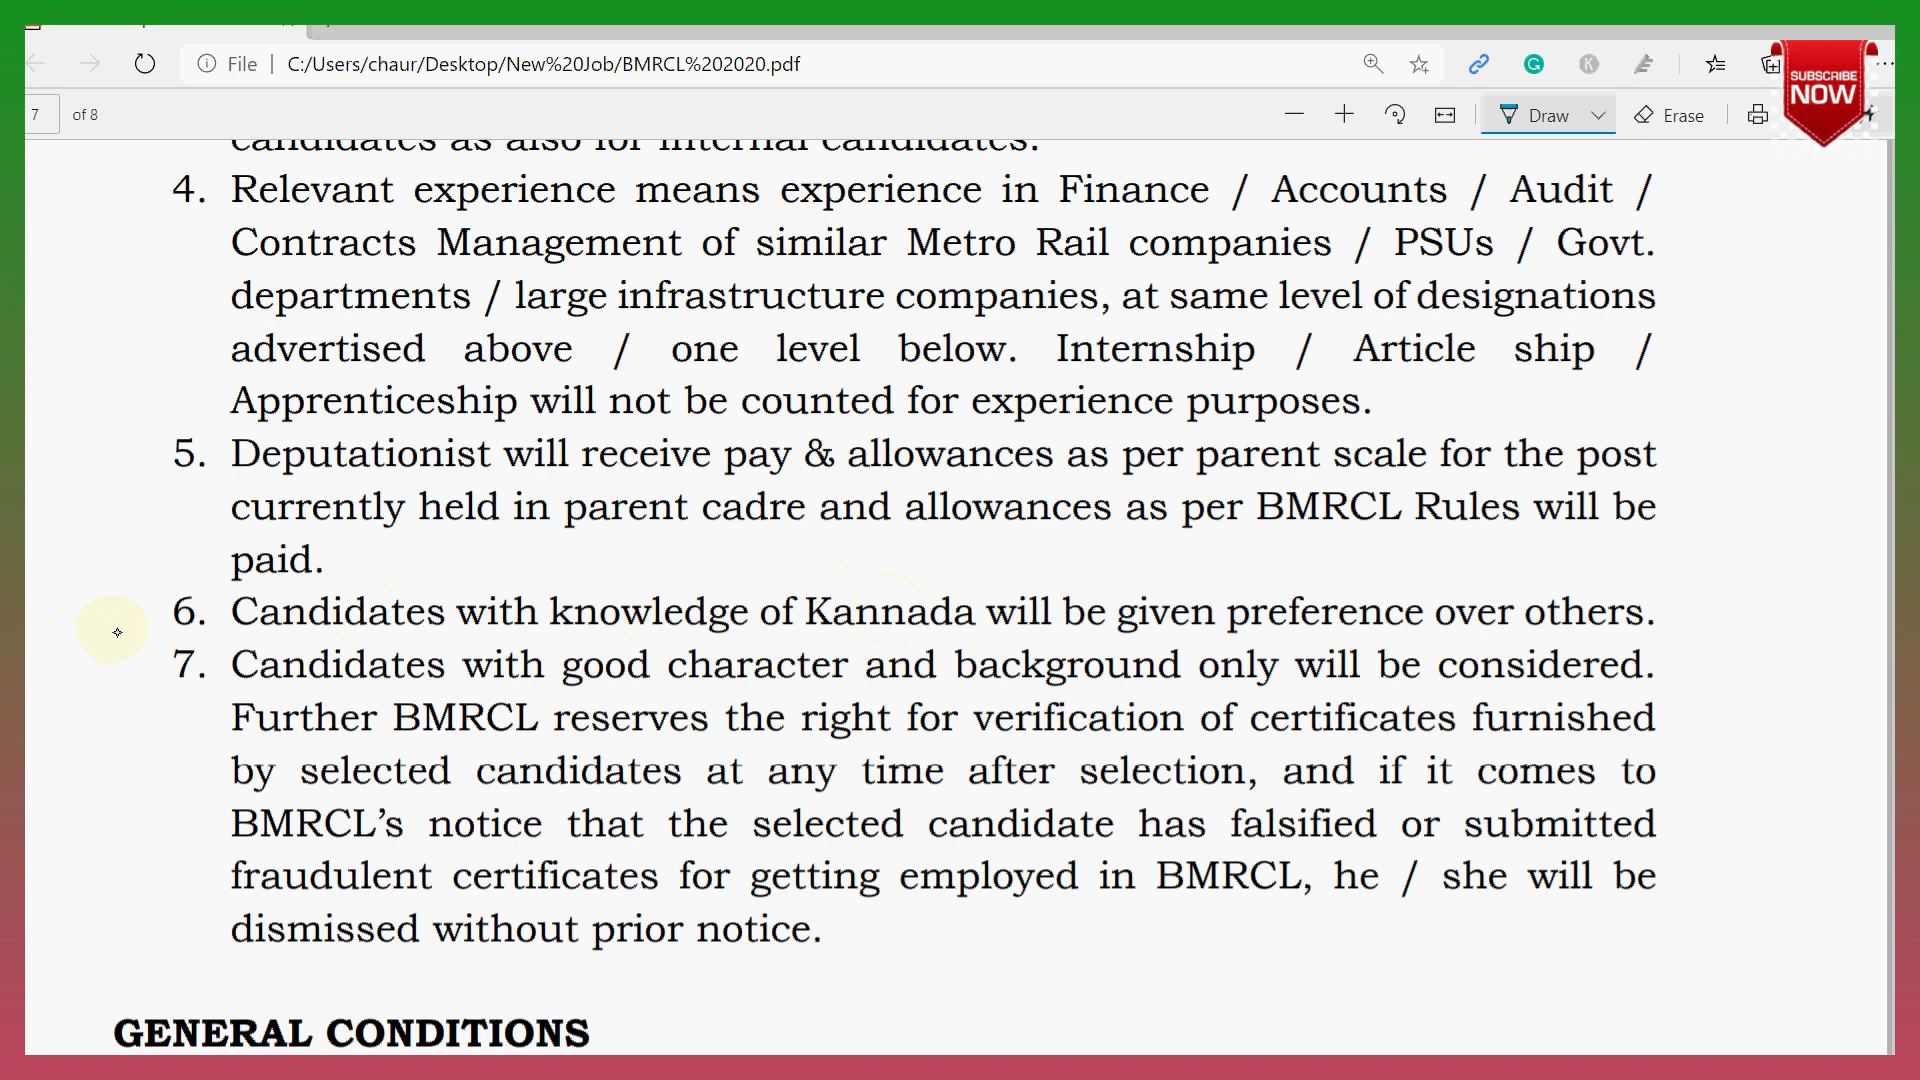 File
C:/Users/chaur/Desktop/New%20Job/BMRCL%202020.pdf
SUBSCRIBE
NOW
7 of 8
Draw
Erase
candidates as also for internal candidates.
4. Relevant experience means experience in Finance / Accounts / Audit /
Contracts Management of similar Metro Rail companies / PSUs / Govt.
departments / large infrastructure companies, at same level of designations
advertised above / one level below. Internship / Article ship /
Apprenticeship will not be counted for experience purposes.
5. Deputationist will receive pay & allowances as per parent scale for the post
currently held in parent cadre and allowances as per BMRCL Rules will be
paid.
6. Candidates with knowledge of Kannada will be given preference over others.
7. Candidates with good character and background only will be considered.
Further BMRCL reserves the right for verification of certificates furnished
by selected candidates at any time after selection, and if it comes to
BMRCL’s notice that the selected candidate has falsified or submitted
fraudulent certificates for getting employed in BMRCL, he / she will be
dismissed without prior notice.
GENERAL CONDITIONS